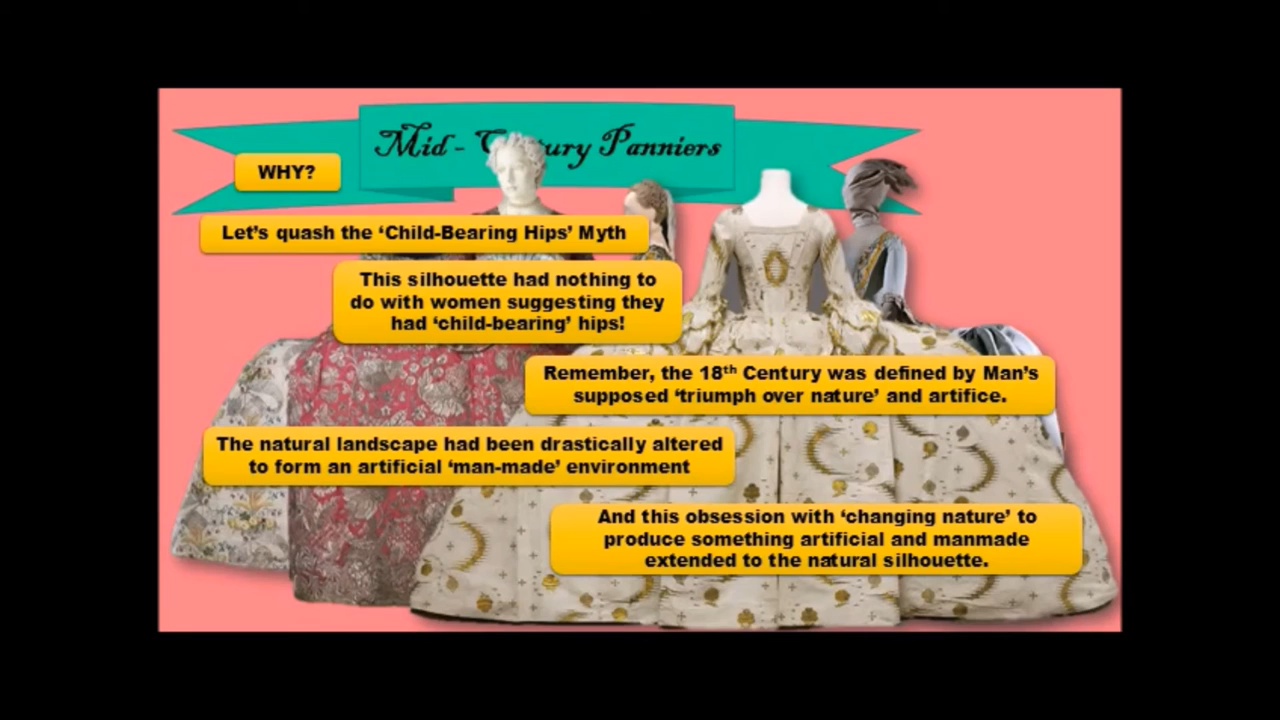 Mid - Century Panniers
WHY?
Let’s quash the ‘Child-Bearing Hips’ Myth
This silhouette had nothing to
do with women suggesting they
had ‘child-bearing’ hips!
Remember, the 18th Century was defined by Man’s
supposed ‘triumph over nature’ and artifice.
The natural landscape had been drastically altered
to form an artificial ‘man-made’ environment
And this obsession with ‘changing nature’ to
produce something artificial and manmade
extended to the natural silhouette.